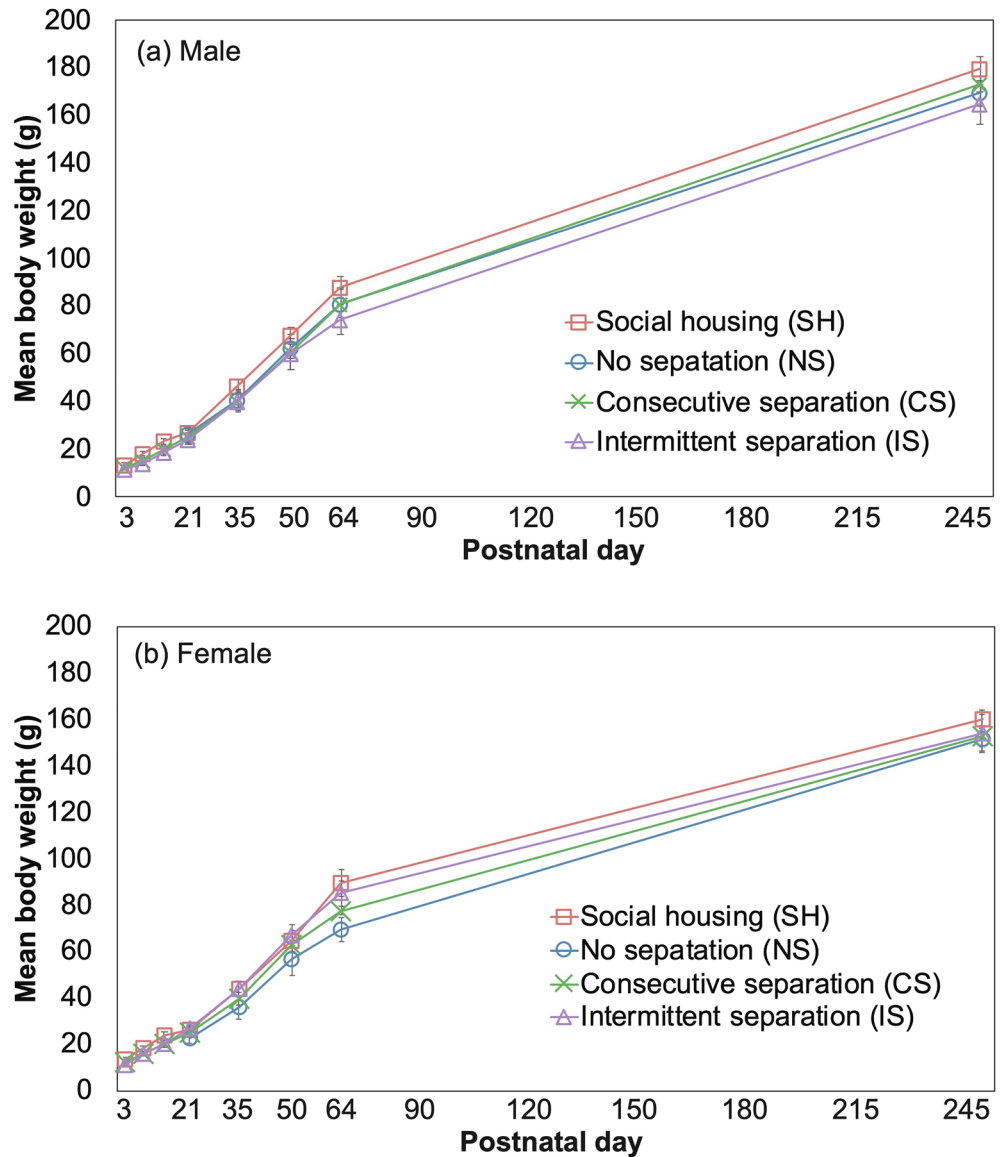 (a) Male
Mean body weight (g)
200
180
160
140
120
100
80
60
40
20
0
Social housing (SH)
No sepatation (NS)
Consecutive separation (CS)
Intermittent separation (IS)
3 21 35 50 64 90 120 150 180 215 245
Postnatal day
(b) Female
Mean body weight (g)
200
180
160
140
120
100
80
60
40
20
0
Social housing (SH)
No sepatation (NS)
Consecutive separation (CS)
Intermittent separation (IS)
3 21 35 50 64 90 120 150 180 215 245
Postnatal day